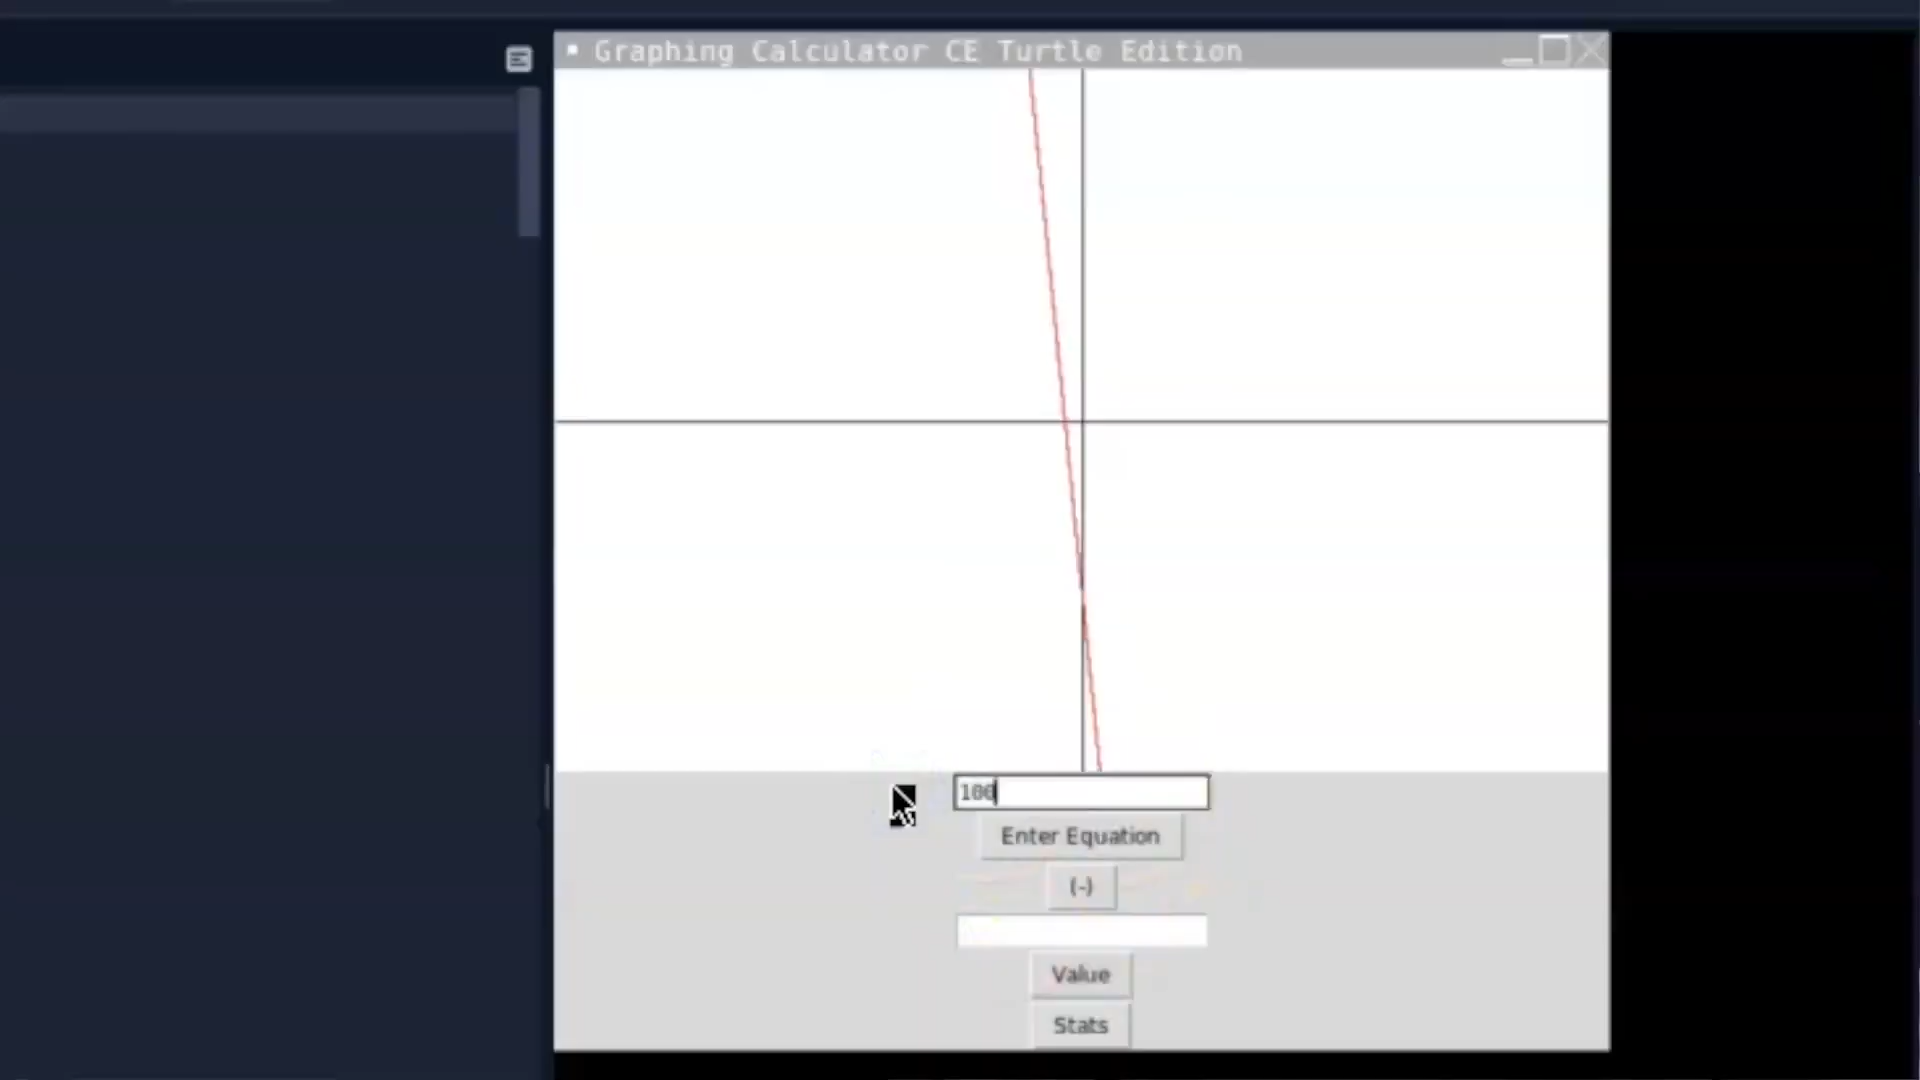 Graphing Calculator CE Turtle Edition
100
Enter Equation
(-)
Value
Stats